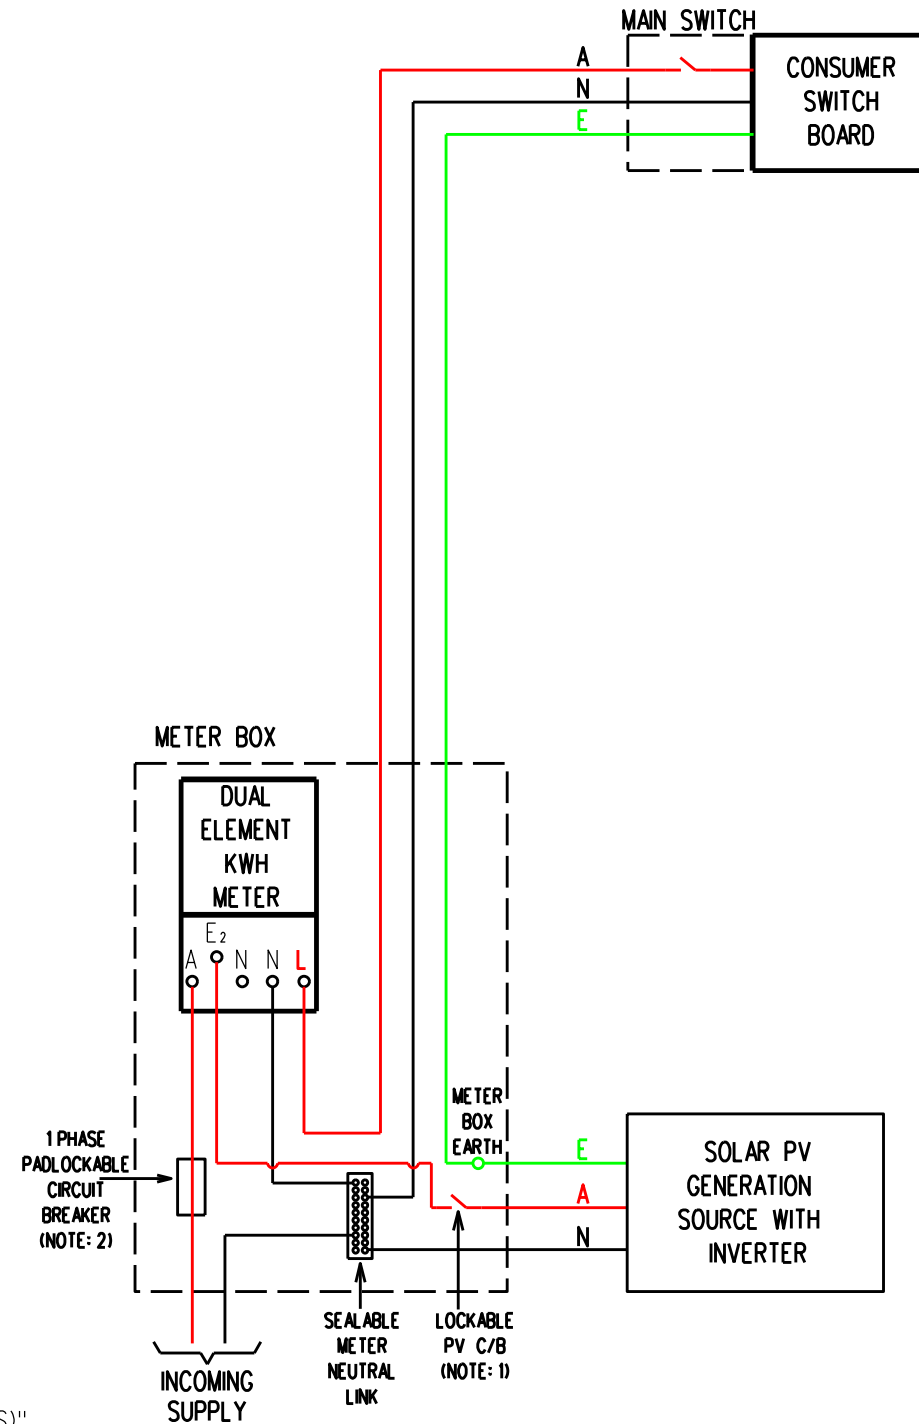 MAIN SWITCH
A
N
E
CONSUMER
SWITCH
BOARD
METER BOX
DUAL
ELEMENT
KWH
METER
E2
A
N
N
L
METER
BOX
EARTH
1 PHASE
PADLOCKABLE
CIRCUIT
BREAKER
(NOTE: 2)
E
A
N
SOLAR PV
GENERATION
SOURCE WITH
INVERTER
SEALABLE
METER
NEUTRAL
LINK
LOCKABLE
PV C/B
(NOTE: 1)
INCOMING
SUPPLY